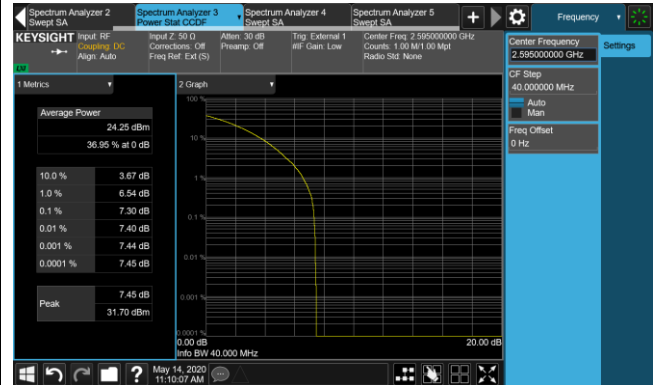 Spectrum Analyzer 2
Swept SA
Spectrum Analyzer 3
Power Stat CCDF
Swept SA
Spectrum Analyzer 4
Swept SA
Spectrum Analyzer 5
Swept SA
Frequency
KEYSIGHT
Input: RF
Coupling: DC
Align: Auto
Input Z: 50 Ω
Corrections: Off
Freq Ref: Ext (S)
Atten: 30 dB
Preamp: Off
Trig: External 1
#IF Gain: Low
Center Freq: 2.595000000 GHz
Counts: 1.00 M/1.00 Mpt
Radio Std: None
LXI
Center Frequency
2.595000000 GHz
Settings
CF Step
40.000000 MHz
Auto
Man
Freq Offset
0 Hz
1 Metrics
2 Graph
Average Power
24.25 dBm
36.95 % at 0 dB
10.0 % 3.67 dB
1.0 % 6.54 dB
0.1 % 7.30 dB
0.01 % 7.40 dB
0.001 % 7.44 dB
0.0001 % 7.45 dB
Peak
7.45 dB
31.70 dBm
100 %
10 %
1 %
0.1 %
0.01 %
0.001 %
0.0001 %
0.00 dB
20.00 dB
Info BW 40.000 MHz
May 14, 2020
11:10:07 AM